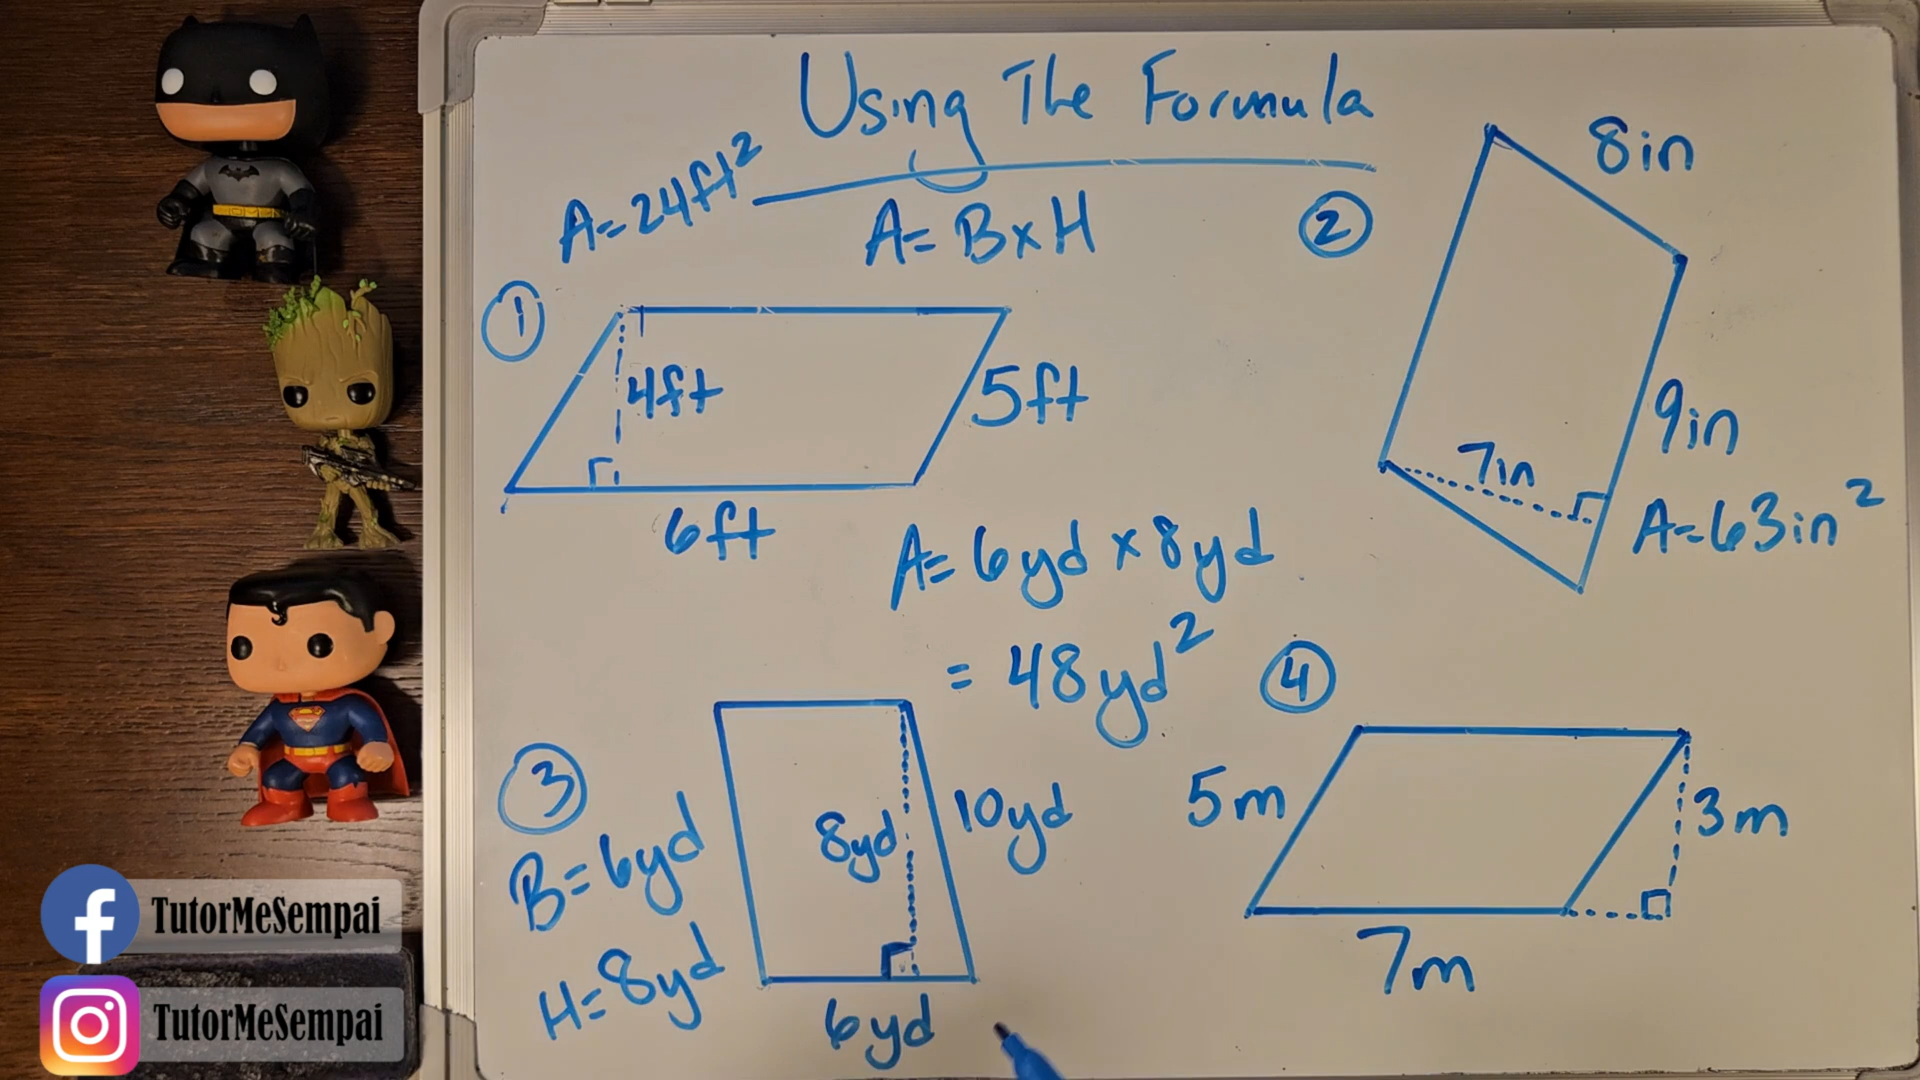 Using The Formula
A=24ft²
A= B×H
①
4ft
5ft
6ft
②
8in
9in
7in
A=63in²
A= 6yd × 8yd
= 48yd²
③
B=6yd
H=8yd
8yd
10yd
6yd
④
5m
3m
7m
f TutorMeSempai
TutorMeSempai